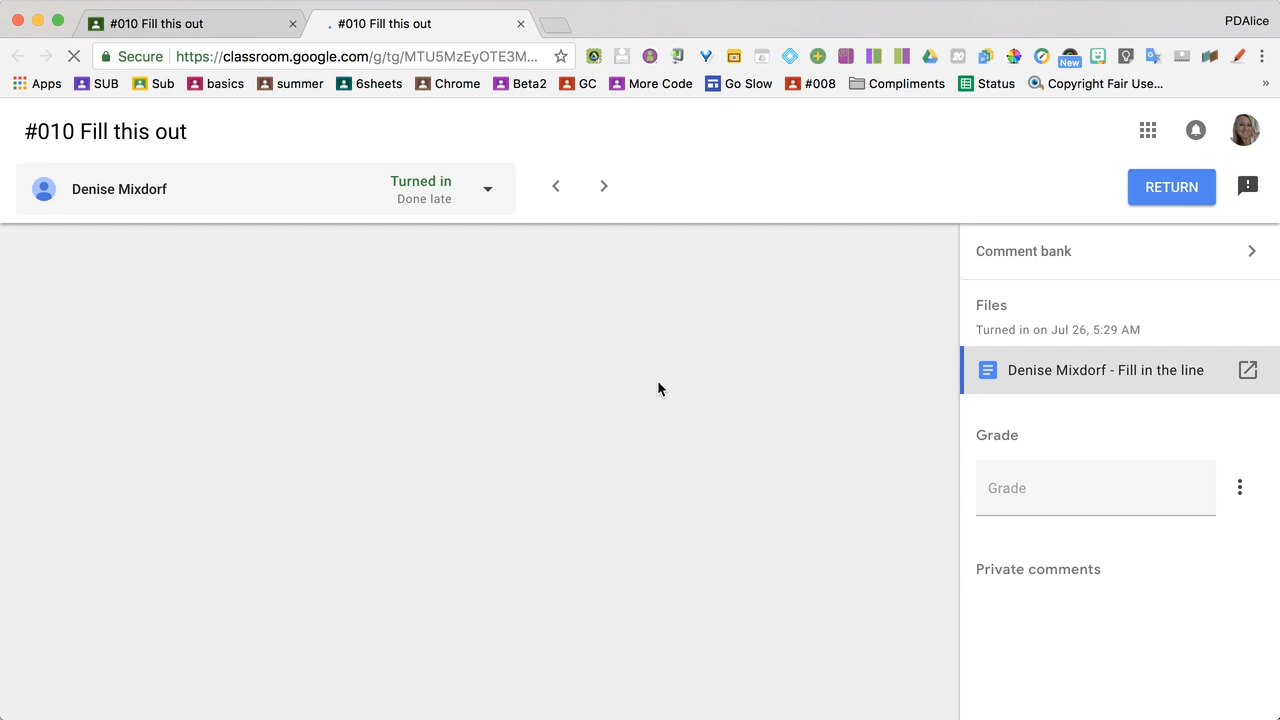 #010 Fill this out
#010 Fill this out
PDAlice
Secure
https://classroom.google.com/g/tg/MTU5MzEyOTE3M...
20
New
Apps
SUB
Sub
basics
summer
6sheets
Chrome
Beta2
GC
More Code
Go Slow
#008
Compliments
Status
Copyright Fair Use...
»
#010 Fill this out
Denise Mixdorf
Turned in
Done late
RETURN
Comment bank
Files
Turned in on Jul 26, 5:29 AM
Denise Mixdorf - Fill in the line
Grade
Grade
Private comments